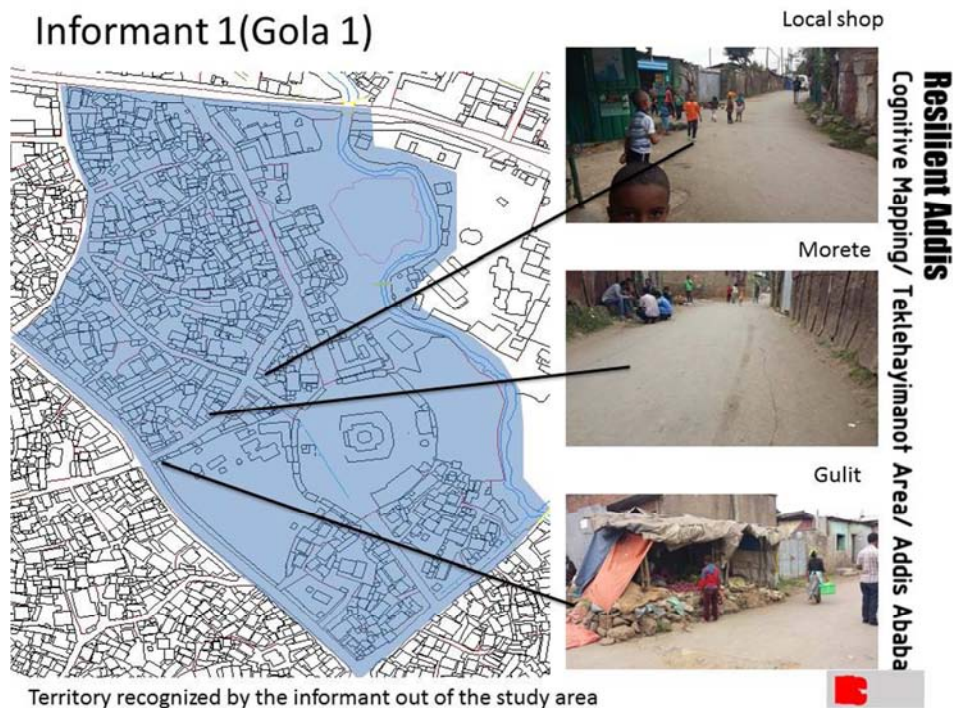 Informant 1(Gola 1)
Local shop
Morete
Gulit
Resilient Addis
Cognitive Mapping/ Teklehayimanot Area/ Addis Ababa
Territory recognized by the informant out of the study area